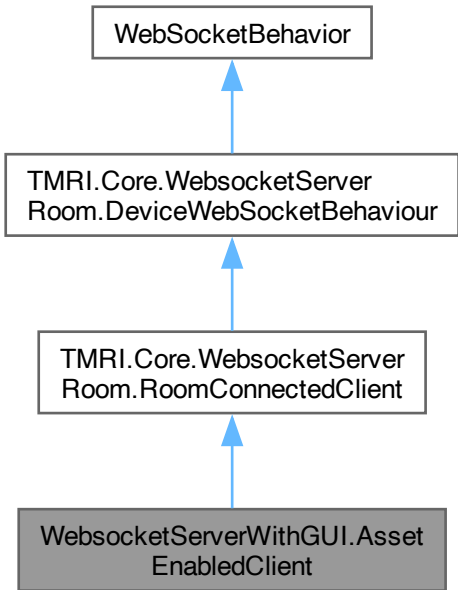 WebSocketBehavior
TMRI.Core.WebsocketServer
Room.DeviceWebSocketBehaviour
TMRI.Core.WebsocketServer
Room.RoomConnectedClient
WebsocketServerWithGUI.Asset
EnabledClient